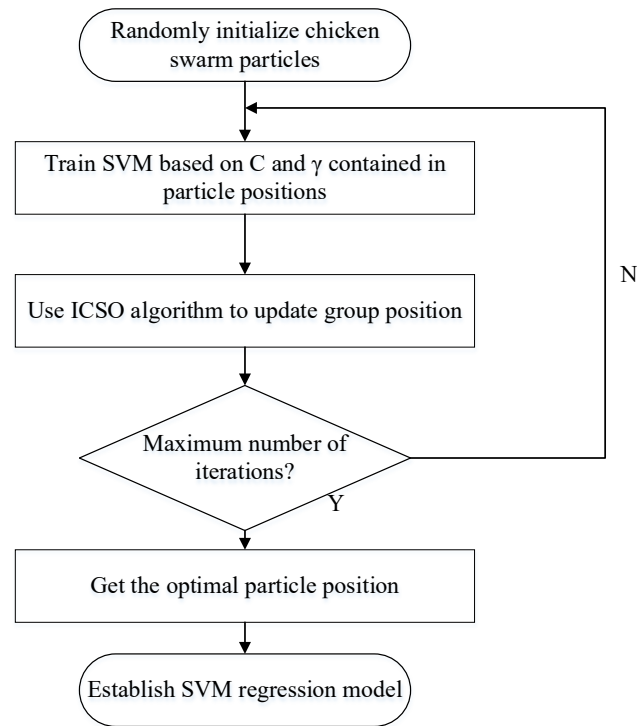 Randomly initialize chicken
swarm particles
Train SVM based on C and γ contained in
particle positions
Use ICSO algorithm to update group position
N
Maximum number of
iterations?
Y
Get the optimal particle position
Establish SVM regression model